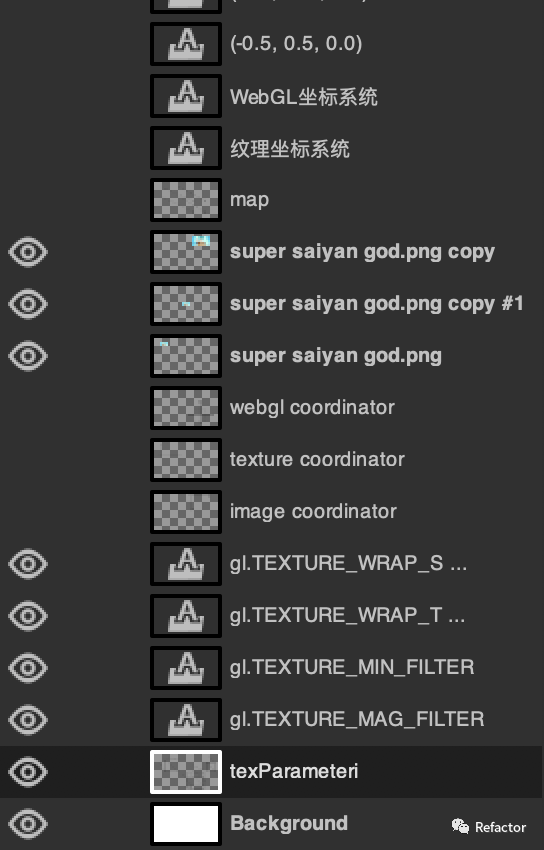 (-0.5, 0.5, 0.0)
WebGL坐标系统
纹理坐标系统
map
super saiyan god.png copy
super saiyan god.png copy #1
super saiyan god.png
webgl coordinator
texture coordinator
image coordinator
gl.TEXTURE_WRAP_S ...
gl.TEXTURE_WRAP_T ...
gl.TEXTURE_MIN_FILTER
gl.TEXTURE_MAG_FILTER
texParameteri
Background
Refactor